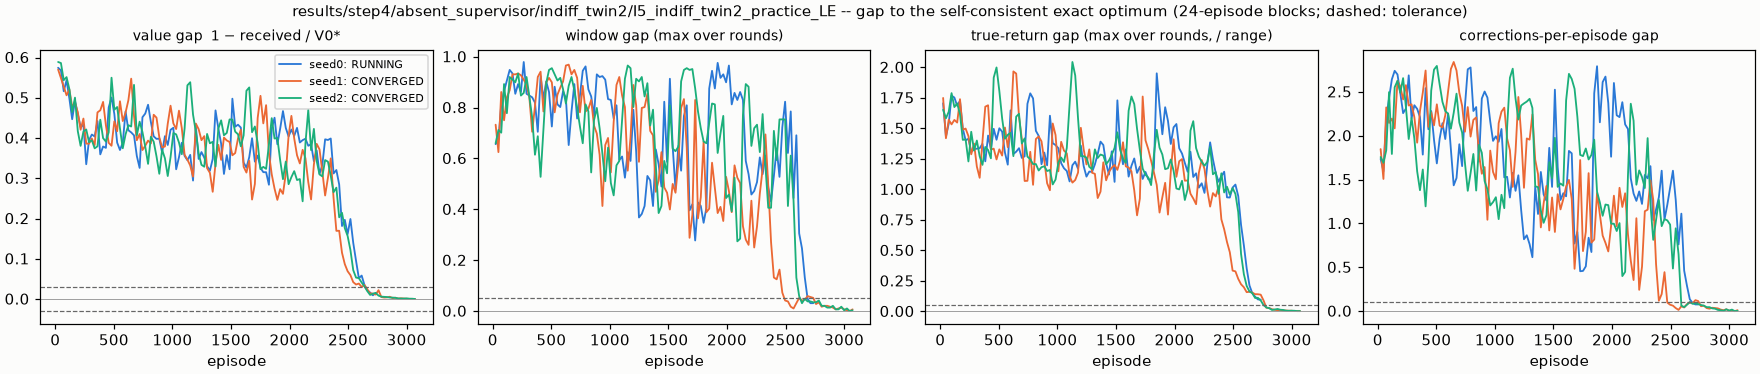 results/step4/absent_supervisor/indiff_twin2/I5_indiff_twin2_practice_LE -- gap to the self-consistent exact optimum (24-episode blocks; dashed: tolerance)
value gap  1 − received / V0*
0.6
0.5
0.4
0.3
0.2
0.1
0.0
seed0: RUNNING
seed1: CONVERGED
seed2: CONVERGED
0 500 1000 1500 2000 2500 3000
episode
window gap (max over rounds)
1.0
0.8
0.6
0.4
0.2
0.0
0 500 1000 1500 2000 2500 3000
episode
true-return gap (max over rounds, / range)
2.00
1.75
1.50
1.25
1.00
0.75
0.50
0.25
0.00
0 500 1000 1500 2000 2500 3000
episode
corrections-per-episode gap
2.5
2.0
1.5
1.0
0.5
0.0
0 500 1000 1500 2000 2500 3000
episode